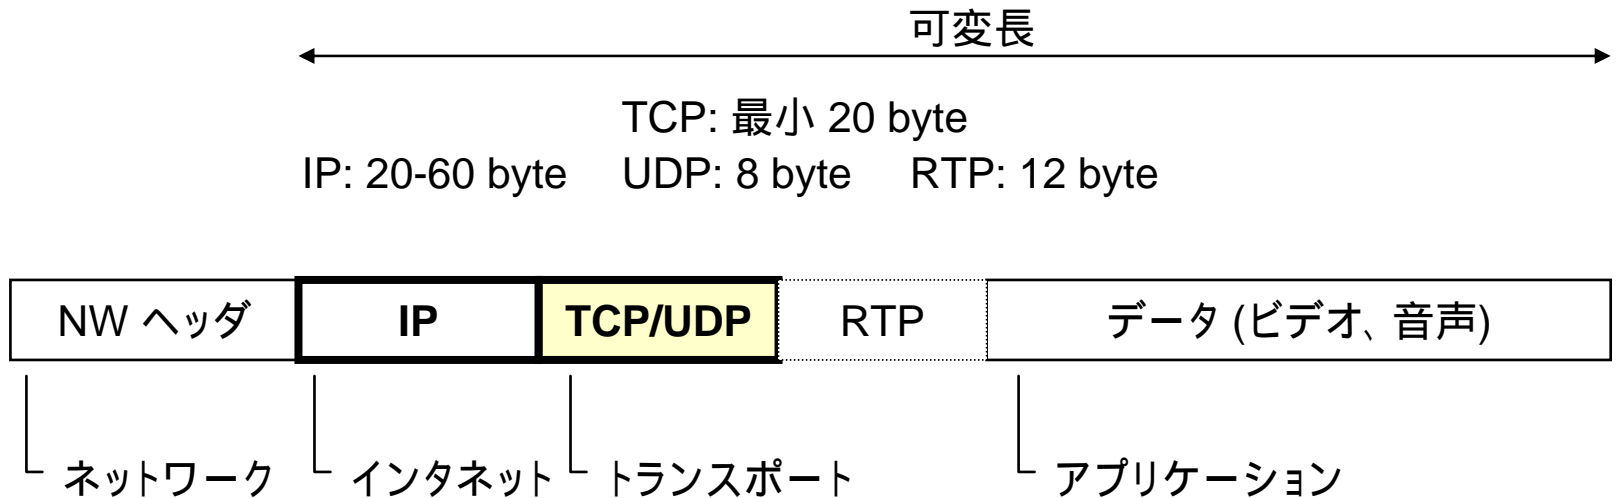 可変長
TCP: 最小 20 byte
IP: 20-60 byte UDP: 8 byte RTP: 12 byte
NW ヘッダ IP TCP/UDP RTP データ (ビデオ、音声)
ネットワーク インタネット トランスポート アプリケーション